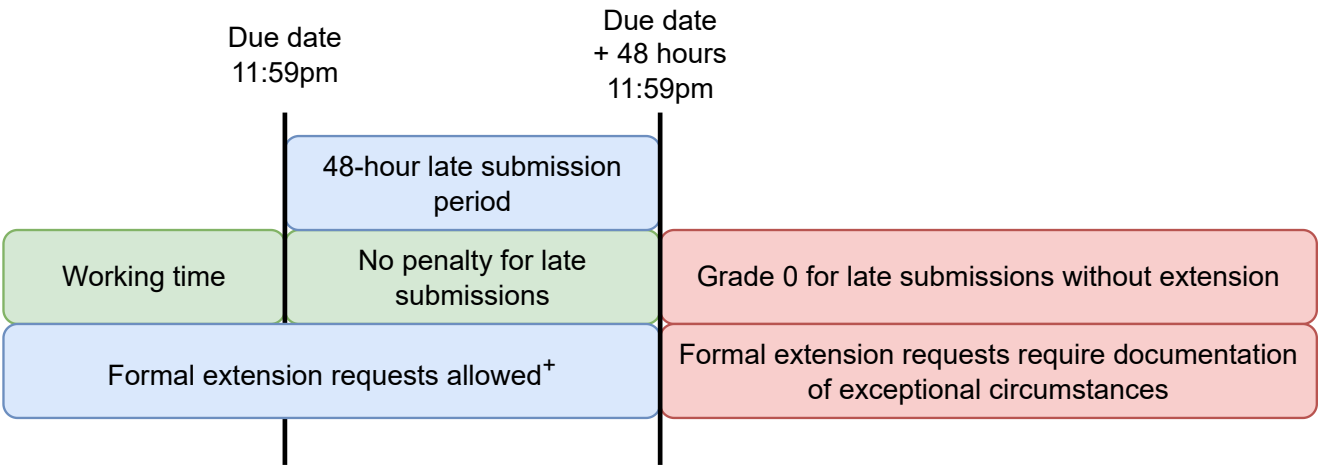 Due date
11:59pm
Due date
+ 48 hours
11:59pm
48-hour late submission
period
Working time
No penalty for late
submissions
Grade 0 for late submissions without extension
Formal extension requests allowed+
Formal extension requests require documentation
of exceptional circumstances